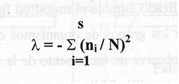 s
λ = - Σ (nᵢ / N)²
i=1